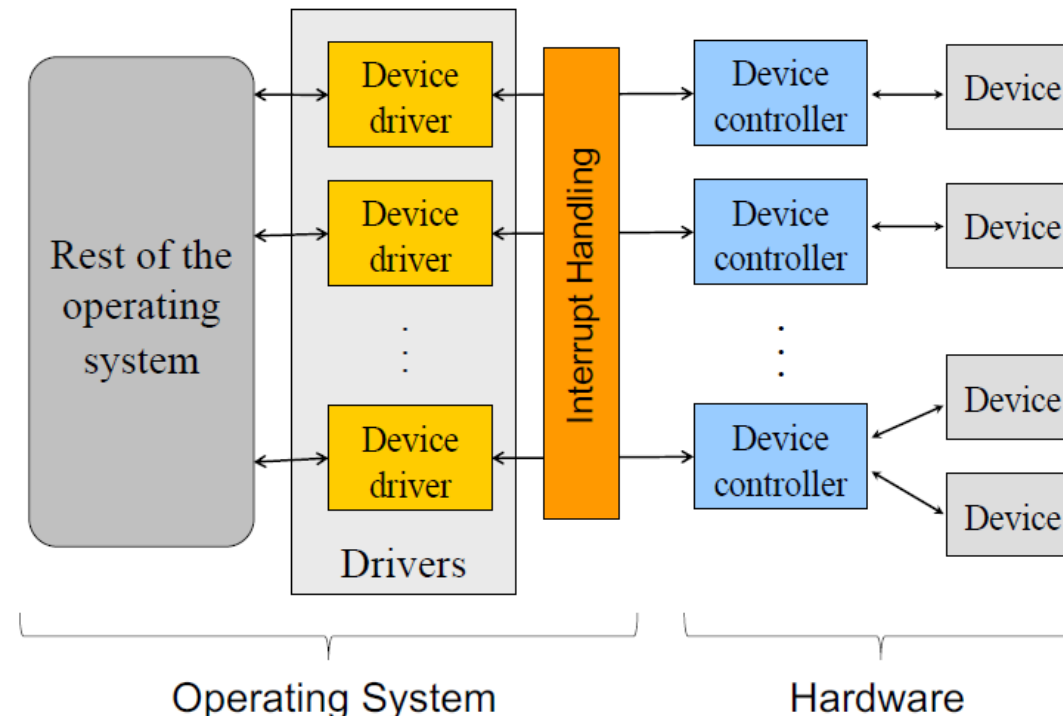 Rest of the
operating
system
Device
driver
Device
driver
Device
driver
Drivers
Interrupt Handling
Device
controller
Device
controller
Device
controller
Device
Device
Device
Device
Operating System
Hardware